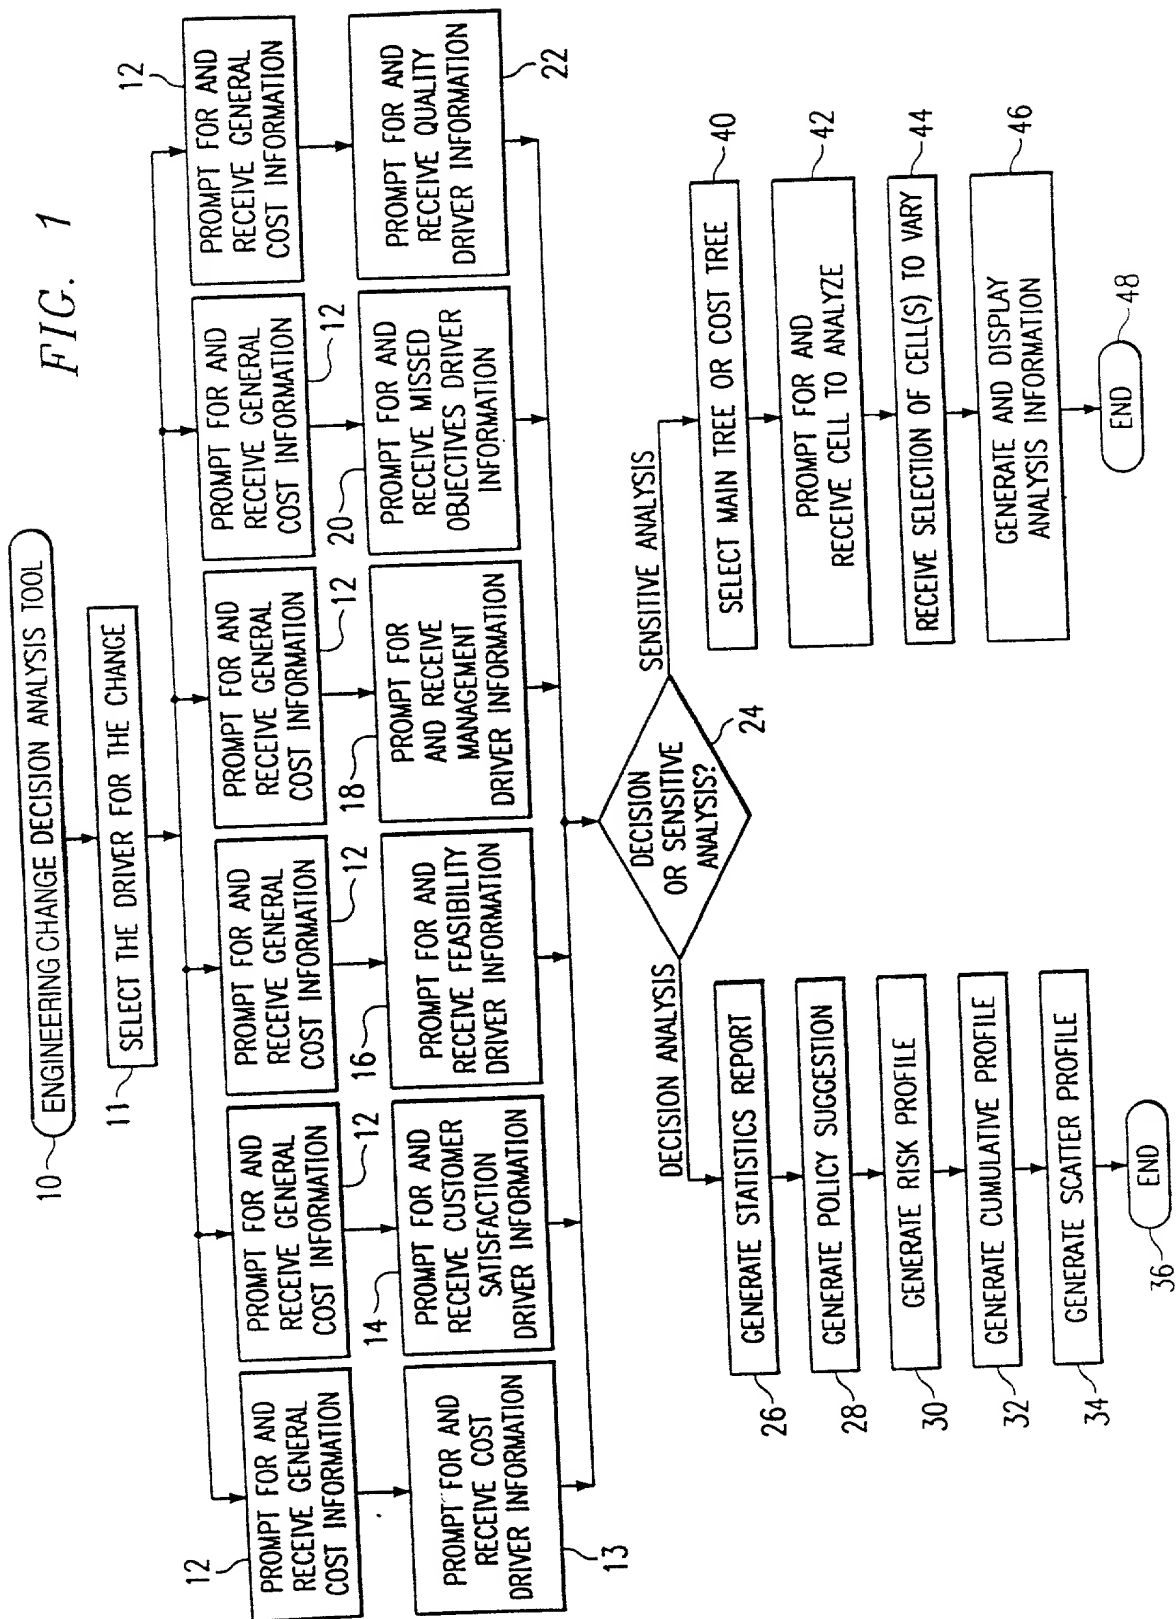 FIG. 1
10
ENGINEERING CHANGE DECISION ANALYSIS TOOL
11
SELECT THE DRIVER FOR THE CHANGE
12
PROMPT FOR AND
RECEIVE GENERAL
COST INFORMATION
PROMPT FOR AND
RECEIVE GENERAL
COST INFORMATION
12
PROMPT FOR AND
RECEIVE GENERAL
COST INFORMATION
12
PROMPT FOR AND
RECEIVE GENERAL
COST INFORMATION
12
PROMPT FOR AND
RECEIVE GENERAL
COST INFORMATION
12
PROMPT FOR AND
RECEIVE GENERAL
COST INFORMATION
12
PROMPT FOR AND
RECEIVE COST
DRIVER INFORMATION
13
14
PROMPT FOR AND
RECEIVE CUSTOMER
SATISFACTION
DRIVER INFORMATION
16
PROMPT FOR AND
RECEIVE FEASIBILITY
DRIVER INFORMATION
18
PROMPT FOR
AND RECEIVE
MANAGEMENT
DRIVER INFORMATION
20
PROMPT FOR AND
RECEIVE MISSED
OBJECTIVES DRIVER
INFORMATION
PROMPT FOR AND
RECEIVE QUALITY
DRIVER INFORMATION
22
DECISION
OR SENSITIVE
ANALYSIS?
24
DECISION ANALYSIS
26
GENERATE STATISTICS REPORT
28
GENERATE POLICY SUGGESTION
30
GENERATE RISK PROFILE
32
GENERATE CUMULATIVE PROFILE
34
GENERATE SCATTER PROFILE
36
END
SENSITIVE ANALYSIS
SELECT MAIN TREE OR COST TREE
40
PROMPT FOR AND
RECEIVE CELL TO ANALYZE
42
RECEIVE SELECTION OF CELL(S) TO VARY
44
GENERATE AND DISPLAY
ANALYSIS INFORMATION
46
END
48